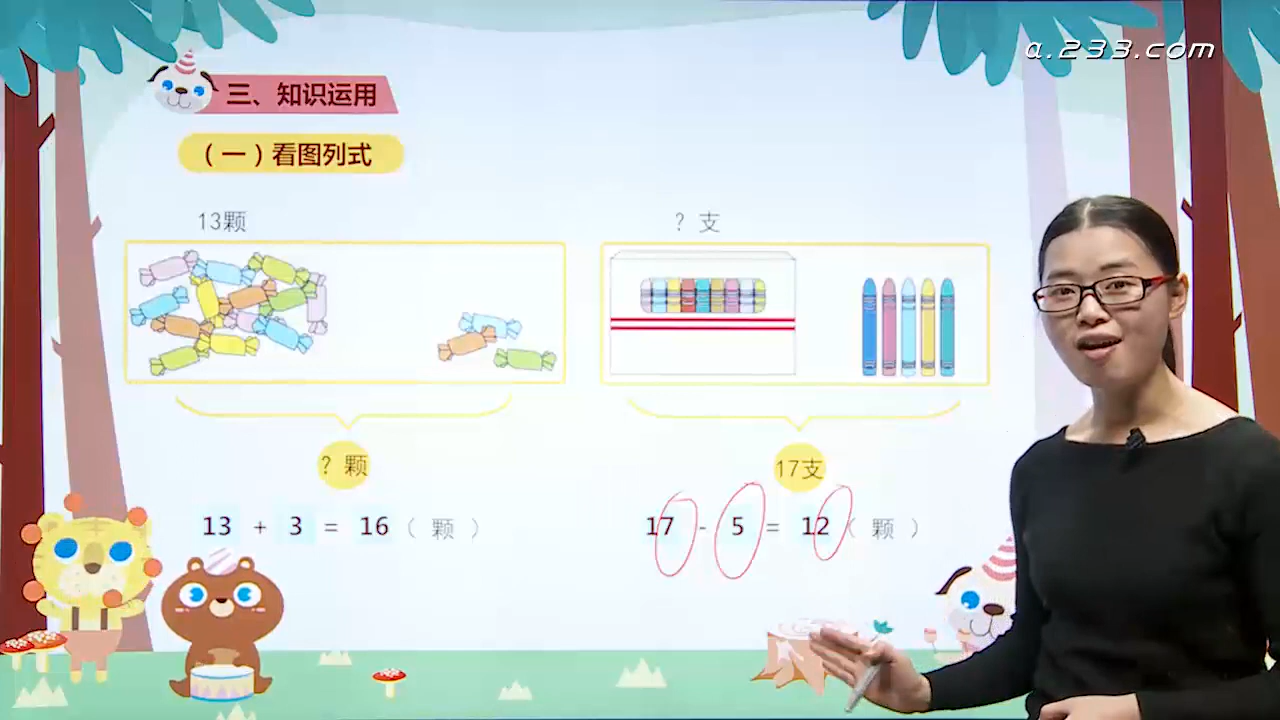 a.233.com
三、知识运用
（一）看图列式
13颗
？支
？颗
17支
13 + 3 = 16（颗）
17 - 5 = 12（颗）